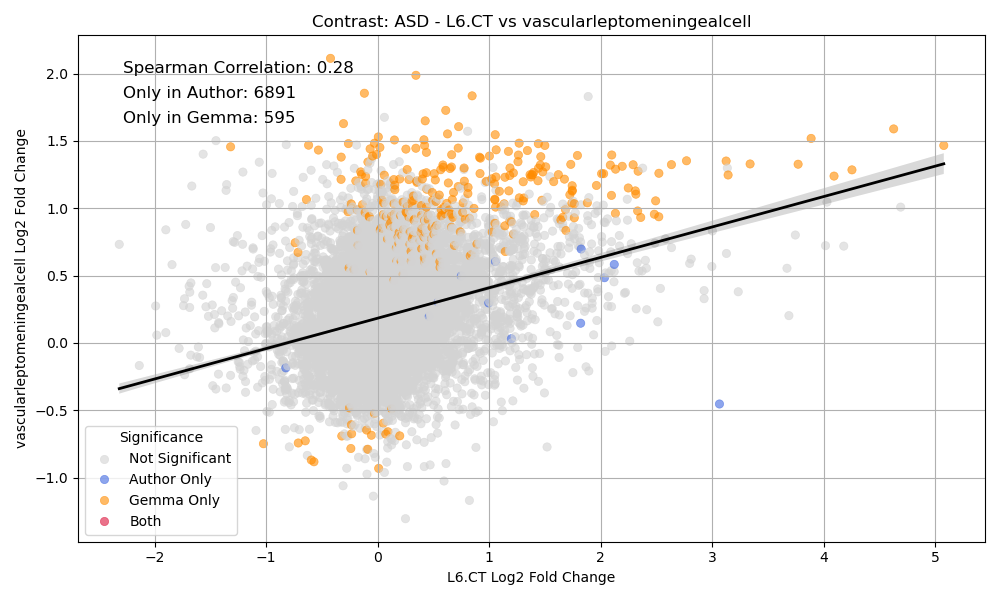 Contrast: ASD - L6.CT vs vascularleptomeningealcell
Spearman Correlation: 0.28
Only in Author: 6891
Only in Gemma: 595
vascularleptomeningealcell Log2 Fold Change
2.0
1.5
1.0
0.5
0.0
−0.5
−1.0
Significance
Not Significant
Author Only
Gemma Only
Both
−2
−1
0
1
2
3
4
5
L6.CT Log2 Fold Change